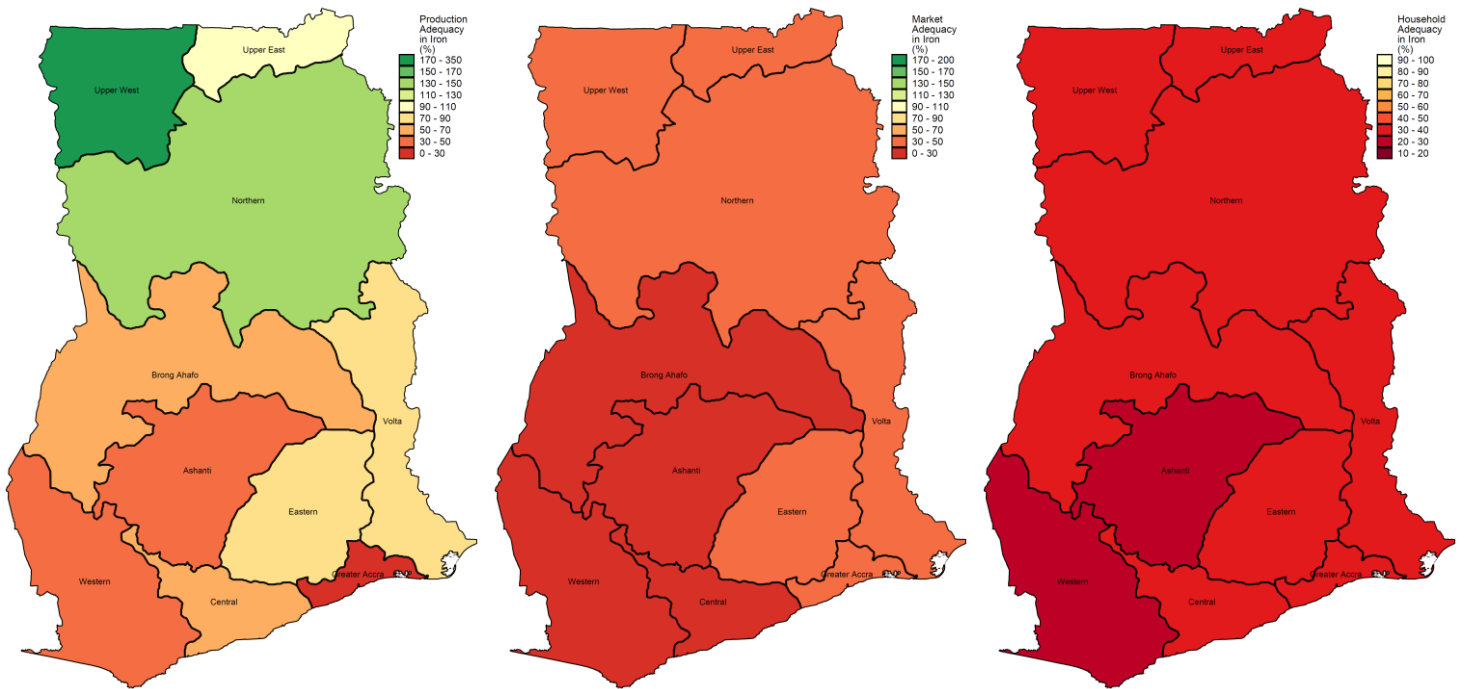 Production
Adequacy
in Iron
(%)
170 - 350
150 - 170
130 - 150
110 - 130
90 - 110
70 - 90
50 - 70
30 - 50
0 - 30
Upper East
Upper West
Northern
Brong Ahafo
Volta
Ashanti
Eastern
Western
Greater Accra
Central
Market
Adequacy
in Iron
(%)
170 - 200
150 - 170
130 - 150
110 - 130
90 - 110
70 - 90
50 - 70
30 - 50
0 - 30
Upper East
Upper West
Northern
Brong Ahafo
Volta
Ashanti
Eastern
Western
Greater Accra
Central
Household
Adequacy
in Iron
(%)
90 - 100
80 - 90
70 - 80
60 - 70
50 - 60
40 - 50
30 - 40
20 - 30
10 - 20
Upper East
Upper West
Northern
Brong Ahafo
Volta
Ashanti
Eastern
Western
Greater Accra
Central